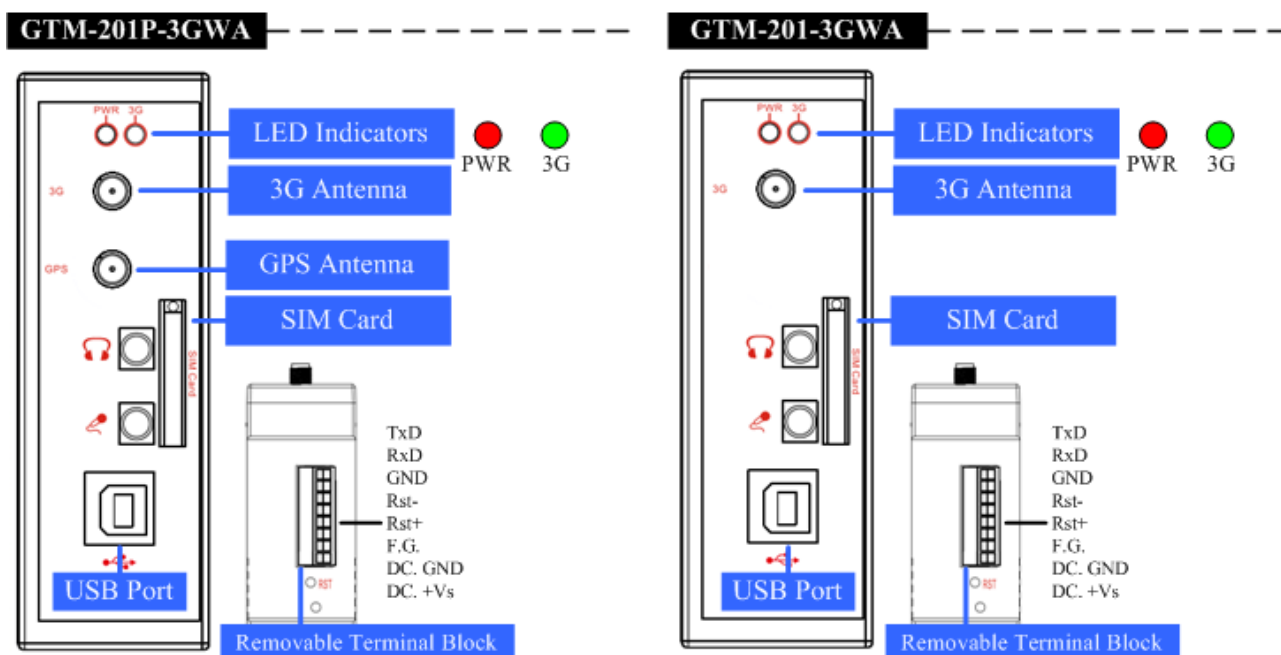 GTM-201P-3GWA
PWR 3G
LED Indicators
PWR
3G
3G
3G Antenna
GPS
GPS Antenna
SIM Card
SIM Card
TxD
RxD
GND
Rst-
Rst+
F.G.
DC. GND
DC. +Vs
RST
USB Port
Removable Terminal Block
GTM-201-3GWA
PWR 3G
LED Indicators
PWR
3G
3G
3G Antenna
SIM Card
SIM Card
TxD
RxD
GND
Rst-
Rst+
F.G.
DC. GND
DC. +Vs
RST
USB Port
Removable Terminal Block